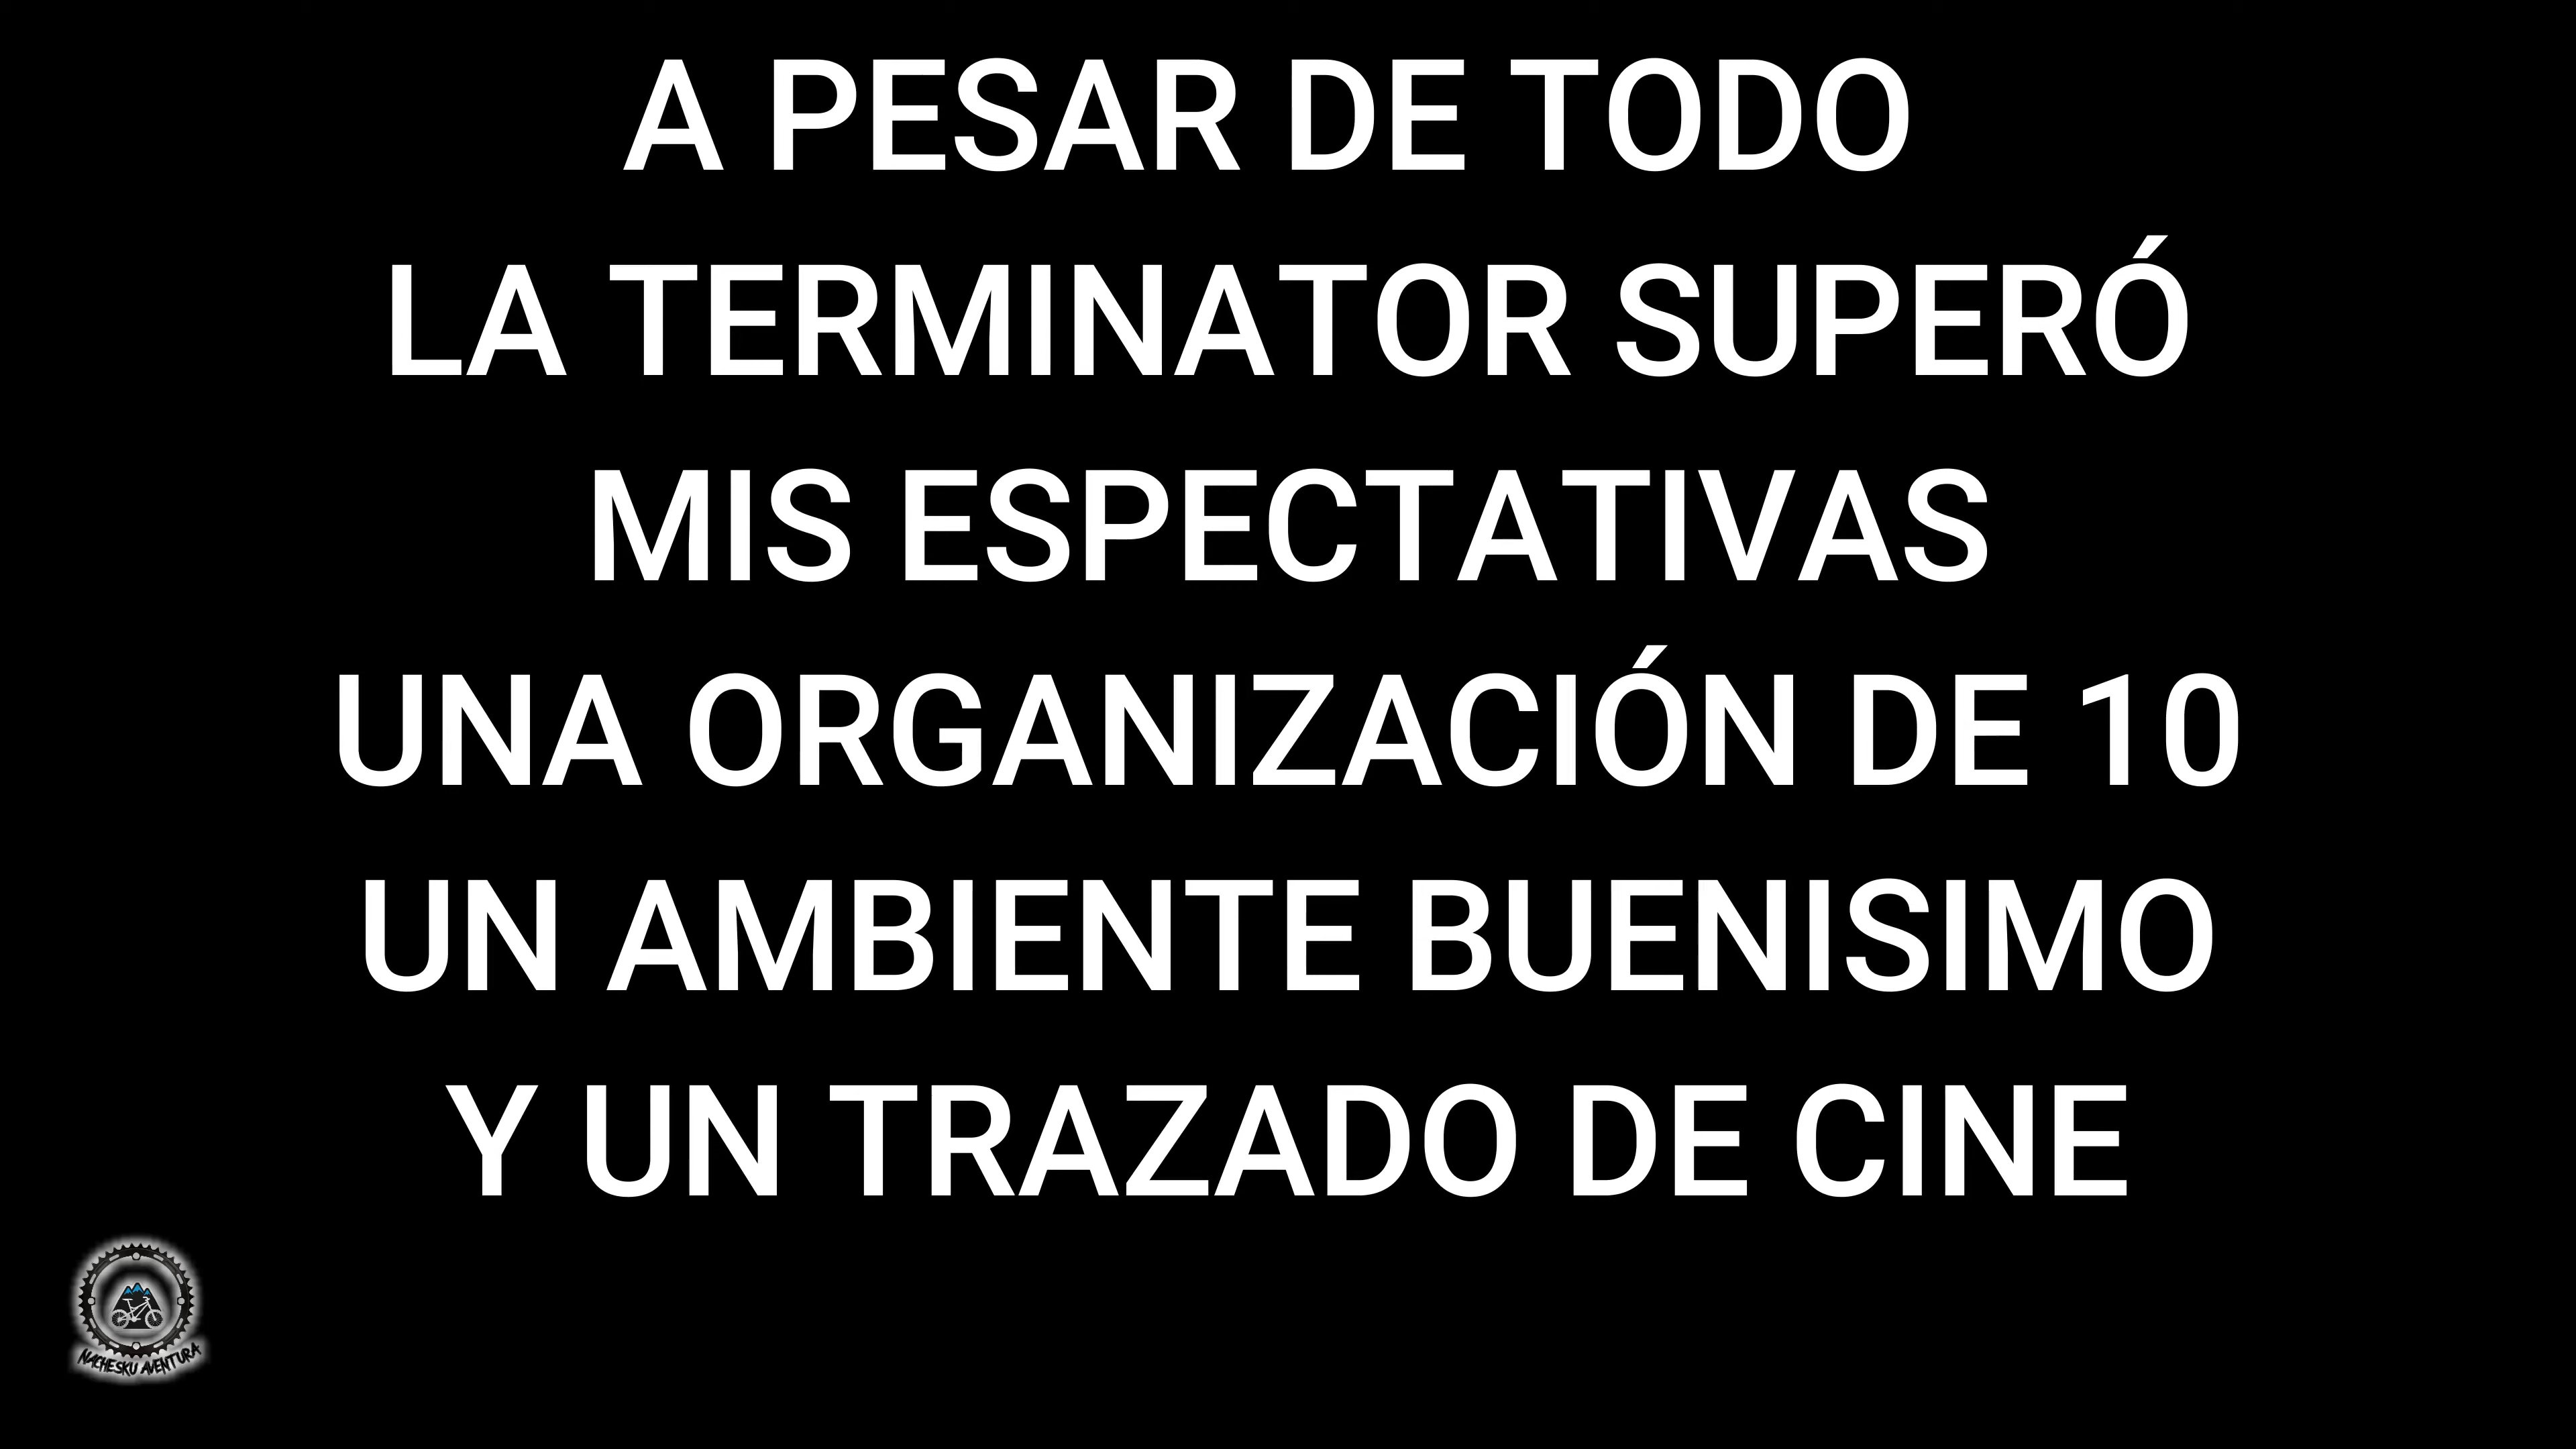 A PESAR DE TODO
LA TERMINATOR SUPERÓ
MIS ESPECTATIVAS
UNA ORGANIZACIÓN DE 10
UN AMBIENTE BUENISIMO
Y UN TRAZADO DE CINE
NACHESKU AVENTURA